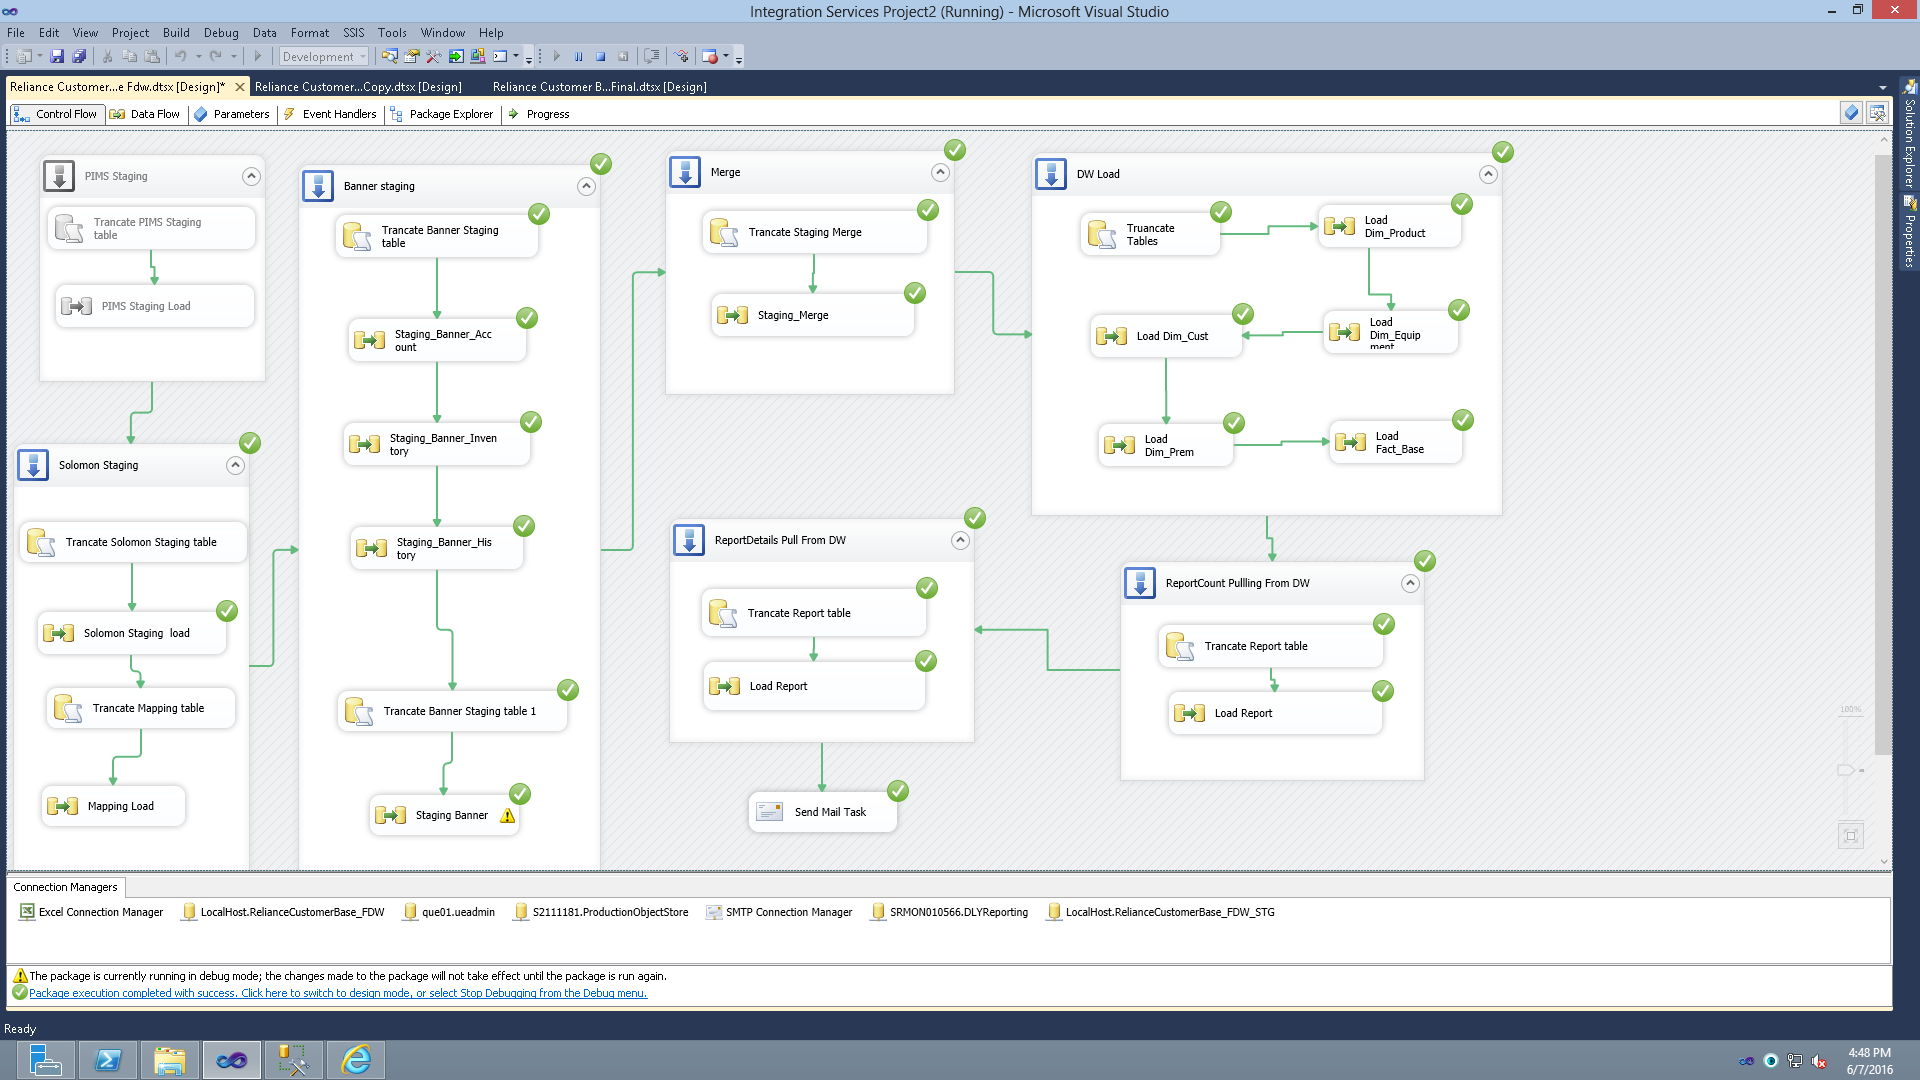 Integration Services Project2 (Running) - Microsoft Visual Studio
File Edit View Project Build Debug Data Format SSIS Tools Window Help
Development
Reliance Customer...e Fdw.dtsx [Design]* Reliance Customer...Copy.dtsx [Design] Reliance Customer B...Final.dtsx [Design]
Control Flow Data Flow Parameters Event Handlers Package Explorer Progress
Solution Explorer
Properties
PIMS Staging
Trancate PIMS Staging
table
PIMS Staging Load
Solomon Staging
Trancate Solomon Staging table
Solomon Staging load
Trancate Mapping table
Mapping Load
Banner staging
Trancate Banner Staging
table
Staging_Banner_Acc
ount
Staging_Banner_Inven
tory
Staging_Banner_His
tory
Trancate Banner Staging table 1
Staging Banner
Merge
Trancate Staging Merge
Staging_Merge
DW Load
Truancate
Tables
Load
Dim_Product
Load
Dim_Equip
ment
Load Dim_Cust
Load
Dim_Prem
Load
Fact_Base
ReportCount Pullling From DW
Trancate Report table
Load Report
ReportDetails Pull From DW
Trancate Report table
Load Report
Send Mail Task
100%
Connection Managers
Excel Connection Manager LocalHost.RelianceCustomerBase_FDW que01.ueadmin S2111181.ProductionObjectStore SMTP Connection Manager SRMON010566.DLYReporting LocalHost.RelianceCustomerBase_FDW_STG
The package is currently running in debug mode; the changes made to the package will not take effect until the package is run again.
Package execution completed with success. Click here to switch to design mode, or select Stop Debugging from the Debug menu.
Ready
4:48 PM
6/7/2016